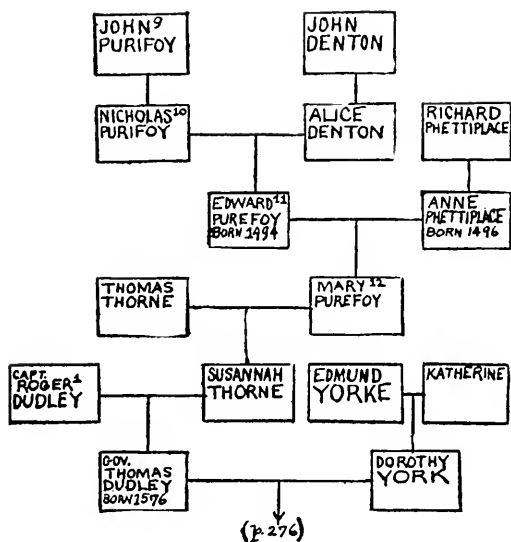 JOHN⁹
PURIFOY
JOHN
DENTON
NICHOLAS¹⁰
PURIFOY
ALICE
DENTON
RICHARD
PHETTIPLACE
EDWARD¹¹
PUREFOY
BORN 1494
ANNE
PHETTIPLACE
BORN 1496
THOMAS
THORNE
MARY¹²
PUREFOY
CAPT.
ROGER¹
DUDLEY
SUSANNAH
THORNE
EDMUND
YORKE
KATHERINE
GOV.
THOMAS
DUDLEY
BORN 1576
DOROTHY
YORK
(p. 276)